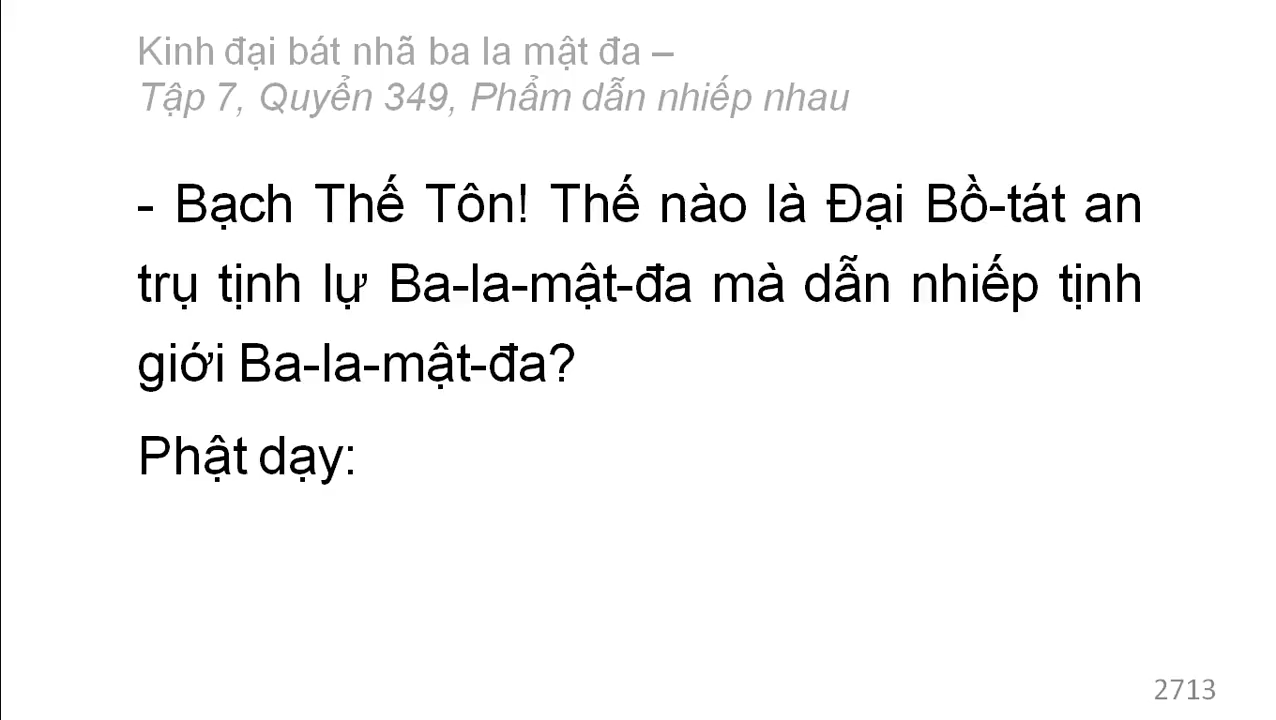 Kinh đại bát nhã ba la mật đa –
Tập 7, Quyển 349, Phẩm dẫn nhiếp nhau
- Bạch Thế Tôn! Thế nào là Đại Bồ-tát an
trụ tịnh lự Ba-la-mật-đa mà dẫn nhiếp tịnh
giới Ba-la-mật-đa?
Phật dạy:
2713